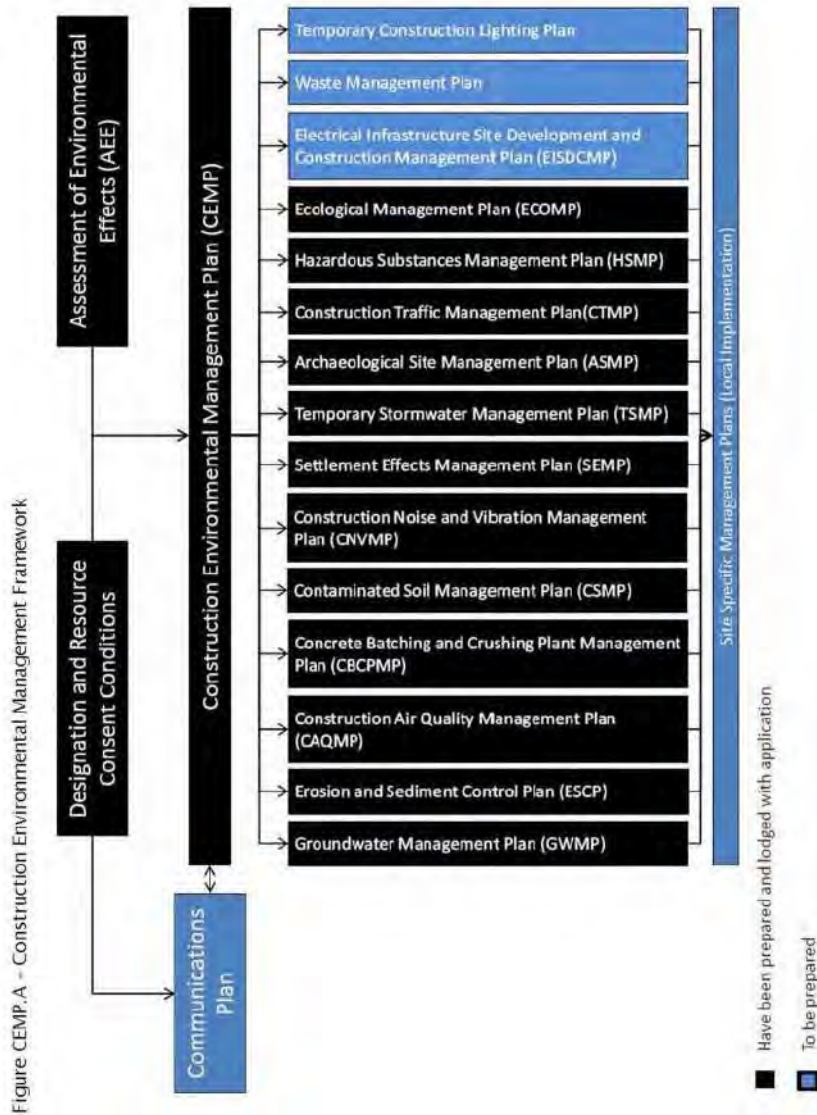 Figure CEMP.A - Construction Environmental Management Framework
Designation and Resource
Consent Conditions
Assessment of Environmental
Effects (AEE)
Communications
Plan
Construction Environmental Management Plan (CEMP)
Groundwater Management Plan (GWMP)
Erosion and Sediment Control Plan (ESCP)
Construction Air Quality Management Plan
(CAQMP)
Concrete Batching and Crushing Plant Management
Plan (CBCPMP)
Contaminated Soil Management Plan (CSMP)
Construction Noise and Vibration Management
Plan (CNVMP)
Settlement Effects Management Plan (SEMP)
Temporary Stormwater Management Plan (TSMP)
Archaeological Site Management Plan (ASMP)
Construction Traffic Management Plan(CTMP)
Hazardous Substances Management Plan (HSMP)
Ecological Management Plan (ECOMP)
Electrical Infrastructure Site Development and
Construction Management Plan (EISDCMP)
Waste Management Plan
Temporary Construction Lighting Plan
Site Specific Management Plans (Local Implementation)
Have been prepared and lodged with application
To be prepared